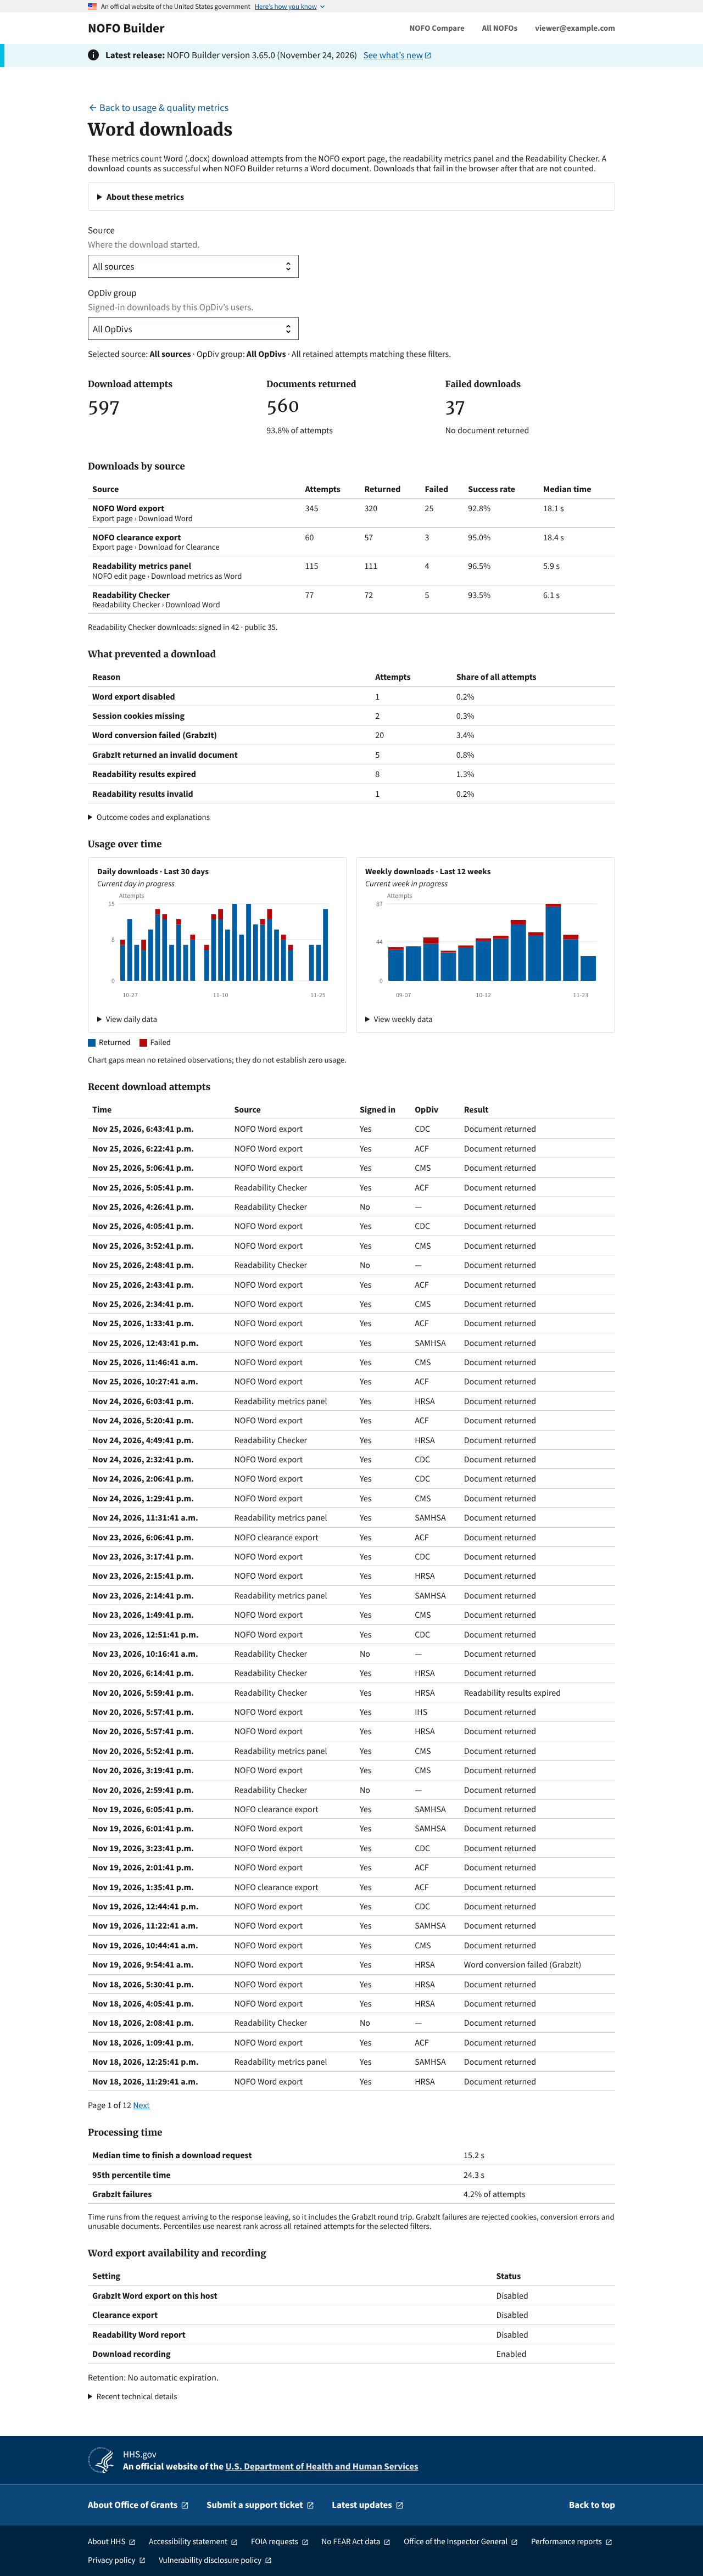 An official website of the United States government Here's how you know
NOFO Builder
NOFO Compare All NOFOs viewer@example.com
Latest release: NOFO Builder version 3.65.0 (November 24, 2026) See what's new
Back to usage & quality metrics
Word downloads
These metrics count Word (.docx) download attempts from the NOFO export page, the readability metrics panel and the Readability Checker. A
download counts as successful when NOFO Builder returns a Word document. Downloads that fail in the browser after that are not counted.
About these metrics
Source
Where the download started.
All sources
OpDiv group
Signed-in downloads by this OpDiv's users.
All OpDivs
Selected source: All sources · OpDiv group: All OpDivs · All retained attempts matching these filters.
Download attempts Documents returned Failed downloads
597 560 37
93.8% of attempts No document returned
Downloads by source
Source Attempts Returned Failed Success rate Median time
NOFO Word export 345 320 25 92.8% 18.1 s
Export page › Download Word
NOFO clearance export 60 57 3 95.0% 18.4 s
Export page › Download for Clearance
Readability metrics panel 115 111 4 96.5% 5.9 s
NOFO edit page › Download metrics as Word
Readability Checker 77 72 5 93.5% 6.1 s
Readability Checker › Download Word
Readability Checker downloads: signed in 42 · public 35.
What prevented a download
Reason Attempts Share of all attempts
Word export disabled 1 0.2%
Session cookies missing 2 0.3%
Word conversion failed (GrabzIt) 20 3.4%
GrabzIt returned an invalid document 5 0.8%
Readability results expired 8 1.3%
Readability results invalid 1 0.2%
Outcome codes and explanations
Usage over time
Daily downloads · Last 30 days
Current day in progress
Attempts
15
8
0
10-27 11-10 11-25
View daily data
Weekly downloads · Last 12 weeks
Current week in progress
Attempts
87
44
0
09-07 10-12 11-23
View weekly data
Returned Failed
Chart gaps mean no retained observations; they do not establish zero usage.
Recent download attempts
Time Source Signed in OpDiv Result
Nov 25, 2026, 6:43:41 p.m. NOFO Word export Yes CDC Document returned
Nov 25, 2026, 6:22:41 p.m. NOFO Word export Yes ACF Document returned
Nov 25, 2026, 5:06:41 p.m. NOFO Word export Yes CMS Document returned
Nov 25, 2026, 5:05:41 p.m. Readability Checker Yes ACF Document returned
Nov 25, 2026, 4:26:41 p.m. Readability Checker No — Document returned
Nov 25, 2026, 4:05:41 p.m. NOFO Word export Yes CDC Document returned
Nov 25, 2026, 3:52:41 p.m. NOFO Word export Yes CMS Document returned
Nov 25, 2026, 2:48:41 p.m. Readability Checker No — Document returned
Nov 25, 2026, 2:43:41 p.m. NOFO Word export Yes ACF Document returned
Nov 25, 2026, 2:34:41 p.m. NOFO Word export Yes CMS Document returned
Nov 25, 2026, 1:33:41 p.m. NOFO Word export Yes ACF Document returned
Nov 25, 2026, 12:43:41 p.m. NOFO Word export Yes SAMHSA Document returned
Nov 25, 2026, 11:46:41 a.m. NOFO Word export Yes CMS Document returned
Nov 25, 2026, 10:27:41 a.m. NOFO Word export Yes ACF Document returned
Nov 24, 2026, 6:03:41 p.m. Readability metrics panel Yes HRSA Document returned
Nov 24, 2026, 5:20:41 p.m. NOFO Word export Yes ACF Document returned
Nov 24, 2026, 4:49:41 p.m. Readability Checker Yes HRSA Document returned
Nov 24, 2026, 2:32:41 p.m. NOFO Word export Yes CDC Document returned
Nov 24, 2026, 2:06:41 p.m. NOFO Word export Yes CDC Document returned
Nov 24, 2026, 1:29:41 p.m. NOFO Word export Yes CMS Document returned
Nov 24, 2026, 11:31:41 a.m. Readability metrics panel Yes SAMHSA Document returned
Nov 23, 2026, 6:06:41 p.m. NOFO clearance export Yes ACF Document returned
Nov 23, 2026, 3:17:41 p.m. NOFO Word export Yes CDC Document returned
Nov 23, 2026, 2:15:41 p.m. NOFO Word export Yes HRSA Document returned
Nov 23, 2026, 2:14:41 p.m. Readability metrics panel Yes SAMHSA Document returned
Nov 23, 2026, 1:49:41 p.m. NOFO Word export Yes CMS Document returned
Nov 23, 2026, 12:51:41 p.m. NOFO Word export Yes CDC Document returned
Nov 23, 2026, 10:16:41 a.m. Readability Checker No — Document returned
Nov 20, 2026, 6:14:41 p.m. Readability Checker Yes HRSA Document returned
Nov 20, 2026, 5:59:41 p.m. Readability Checker Yes HRSA Readability results expired
Nov 20, 2026, 5:57:41 p.m. NOFO Word export Yes IHS Document returned
Nov 20, 2026, 5:57:41 p.m. NOFO Word export Yes HRSA Document returned
Nov 20, 2026, 5:52:41 p.m. Readability metrics panel Yes CMS Document returned
Nov 20, 2026, 3:19:41 p.m. NOFO Word export Yes CMS Document returned
Nov 20, 2026, 2:59:41 p.m. Readability Checker No — Document returned
Nov 19, 2026, 6:05:41 p.m. NOFO clearance export Yes SAMHSA Document returned
Nov 19, 2026, 6:01:41 p.m. NOFO Word export Yes SAMHSA Document returned
Nov 19, 2026, 3:23:41 p.m. NOFO Word export Yes CDC Document returned
Nov 19, 2026, 2:01:41 p.m. NOFO Word export Yes ACF Document returned
Nov 19, 2026, 1:35:41 p.m. NOFO clearance export Yes ACF Document returned
Nov 19, 2026, 12:44:41 p.m. NOFO Word export Yes CDC Document returned
Nov 19, 2026, 11:22:41 a.m. NOFO Word export Yes SAMHSA Document returned
Nov 19, 2026, 10:44:41 a.m. NOFO Word export Yes CMS Document returned
Nov 19, 2026, 9:54:41 a.m. NOFO Word export Yes HRSA Word conversion failed (GrabzIt)
Nov 18, 2026, 5:30:41 p.m. NOFO Word export Yes HRSA Document returned
Nov 18, 2026, 4:05:41 p.m. NOFO Word export Yes HRSA Document returned
Nov 18, 2026, 2:08:41 p.m. Readability Checker No — Document returned
Nov 18, 2026, 1:09:41 p.m. NOFO Word export Yes ACF Document returned
Nov 18, 2026, 12:25:41 p.m. Readability metrics panel Yes SAMHSA Document returned
Nov 18, 2026, 11:29:41 a.m. NOFO Word export Yes HRSA Document returned
Page 1 of 12 Next
Processing time
Median time to finish a download request 15.2 s
95th percentile time 24.3 s
GrabzIt failures 4.2% of attempts
Time runs from the request arriving to the response leaving, so it includes the GrabzIt round trip. GrabzIt failures are rejected cookies, conversion errors and
unusable documents. Percentiles use nearest rank across all retained attempts for the selected filters.
Word export availability and recording
Setting Status
GrabzIt Word export on this host Disabled
Clearance export Disabled
Readability Word report Disabled
Download recording Enabled
Retention: No automatic expiration.
Recent technical details
HHS.gov
An official website of the U.S. Department of Health and Human Services
About Office of Grants Submit a support ticket Latest updates Back to top
About HHS Accessibility statement FOIA requests No FEAR Act data Office of the Inspector General Performance reports
Privacy policy Vulnerability disclosure policy